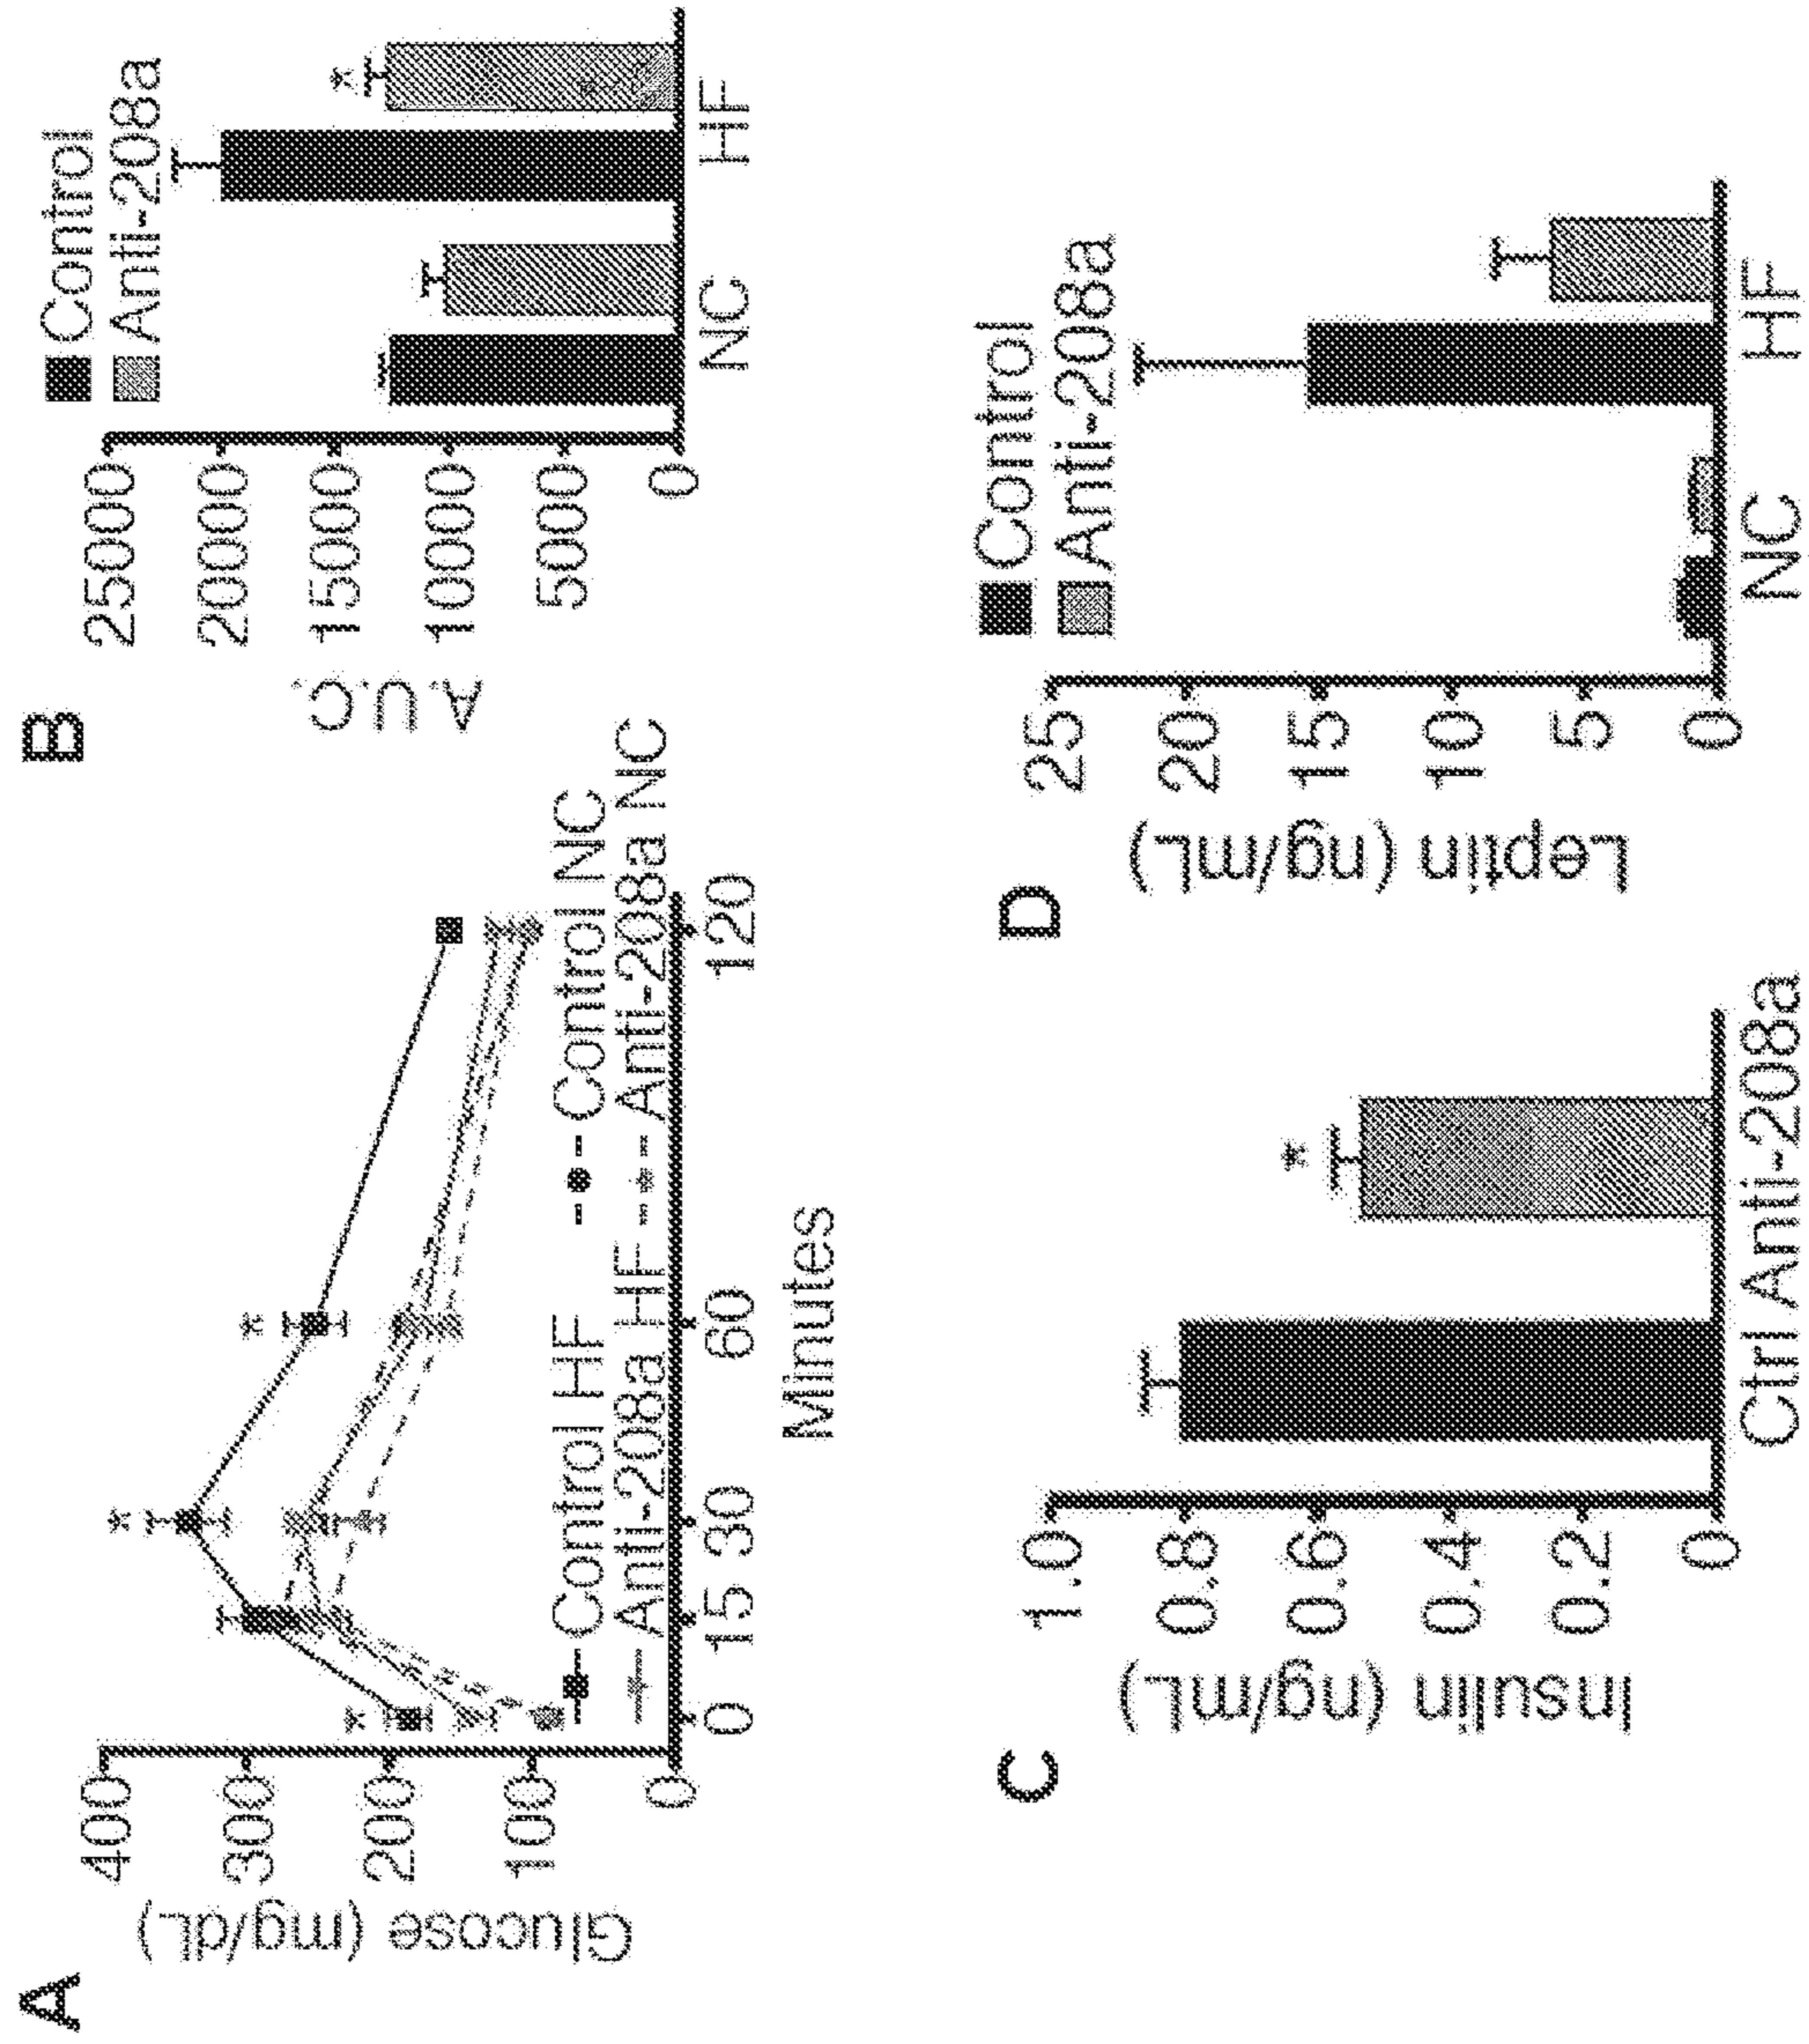 A
Glucose (mg/dL)
400
300
200
100
0
*
*
*
Control HF
Control NC
Anti-208a HF
Anti-208a NC
0 15 30 60 120
Minutes
B
A.U.C.
25000
20000
15000
10000
5000
0
Control
Anti-208a
*
NC HF
C
Insulin (ng/mL)
1.0
0.8
0.6
0.4
0.2
0
*
Ctrl Anti-208a
D
Leptin (ng/mL)
25
20
15
10
5
0
Control
Anti-208a
NC HF